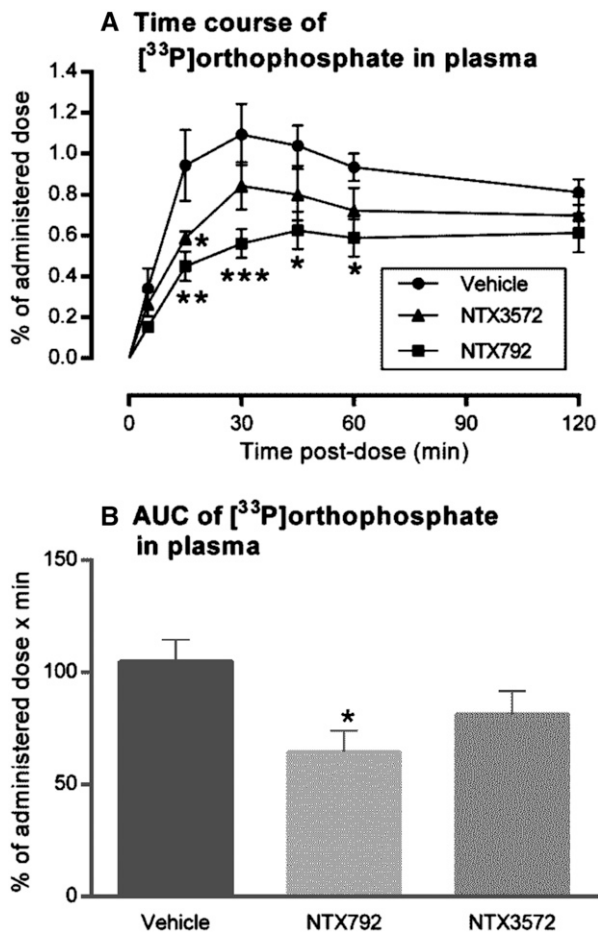 A Time course of
[³³P]orthophosphate in plasma
% of administered dose
1.4
1.2
1.0
0.8
0.6
0.4
0.2
0.0
*
**
***
*
*
Vehicle
NTX3572
NTX792
0 30 60 90 120
Time post-dose (min)
B AUC of [³³P]orthophosphate
in plasma
% of administered dose x min
150
100
50
0
*
Vehicle NTX792 NTX3572